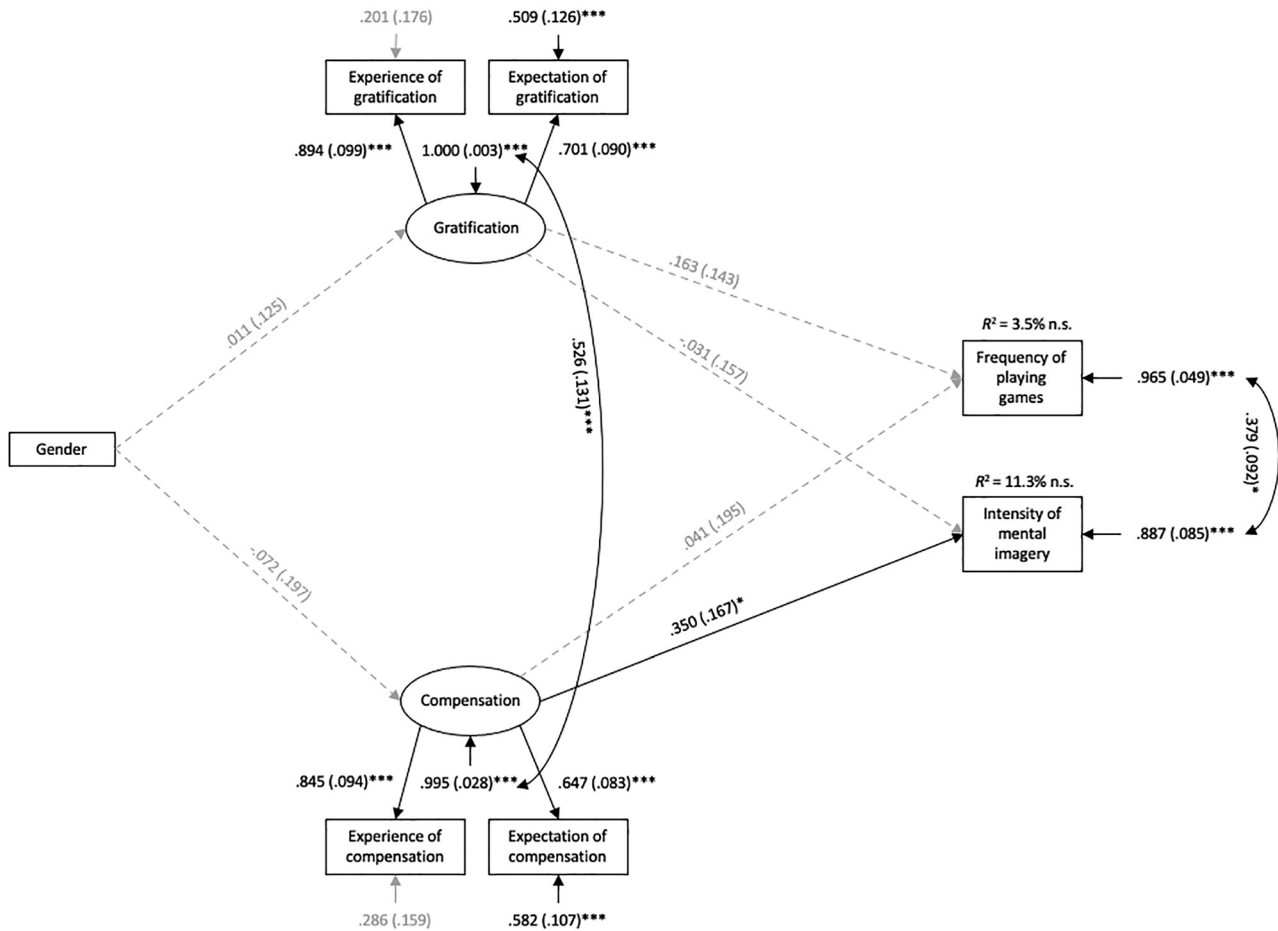 .201 (.176)
.509 (.126)***
Experience of
gratification
Expectation of
gratification
.894 (.099)***
1.000 (.003)***
.701 (.090)***
Gratification
.011 (.125)
.163 (.143)
-.031 (.157)
.526 (.131)***
R² = 3.5% n.s.
Frequency of
playing
games
.965 (.049)***
.379 (.092)*
Gender
R² = 11.3% n.s.
Intensity of
mental
imagery
.887 (.085)***
-.072 (.197)
.041 (.195)
.350 (.167)*
Compensation
.845 (.094)***
.995 (.028)***
.647 (.083)***
Experience of
compensation
Expectation of
compensation
.286 (.159)
.582 (.107)***